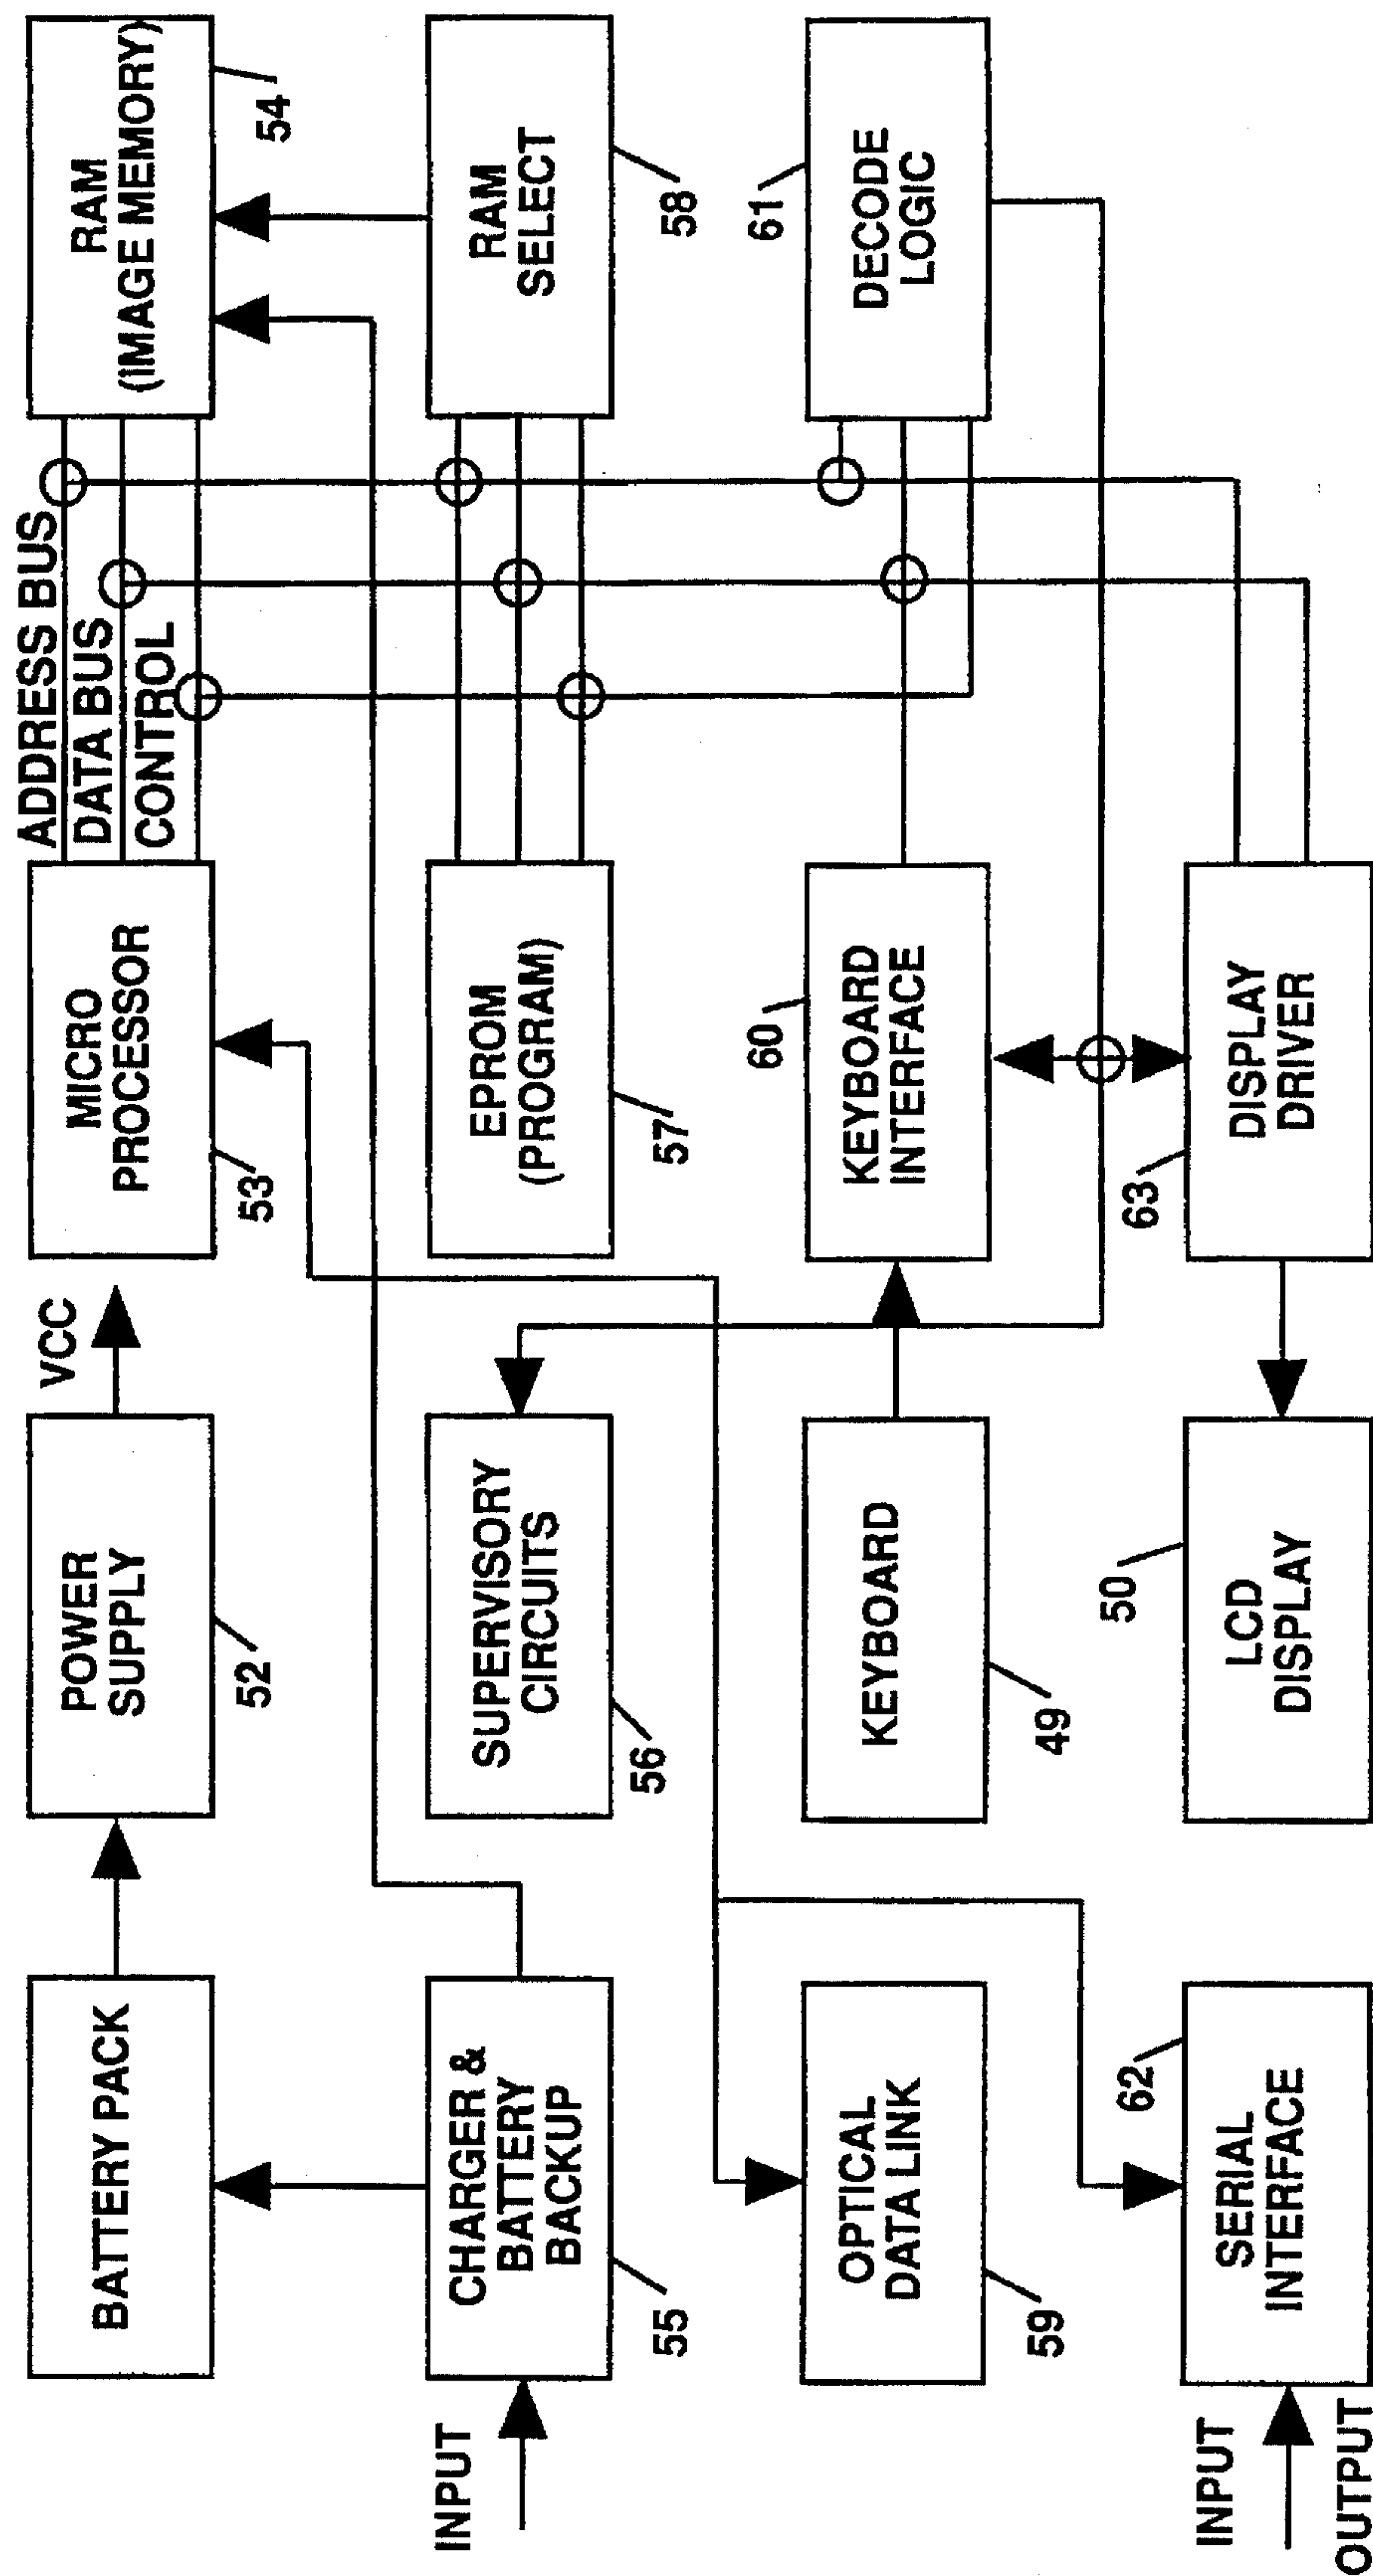 BATTERY PACK
POWER
SUPPLY
52
VCC
MICRO
PROCESSOR
53
ADDRESS BUS
DATA BUS
CONTROL
RAM
(IMAGE MEMORY)
54
INPUT
CHARGER &
BATTERY
BACKUP
55
SUPERVISORY
CIRCUITS
56
EPROM
(PROGRAM)
57
RAM
SELECT
58
OPTICAL
DATA LINK
59
KEYBOARD
49
60
KEYBOARD
INTERFACE
61
DECODE
LOGIC
INPUT
OUTPUT
62
SERIAL
INTERFACE
50
LCD
DISPLAY
63
DISPLAY
DRIVER